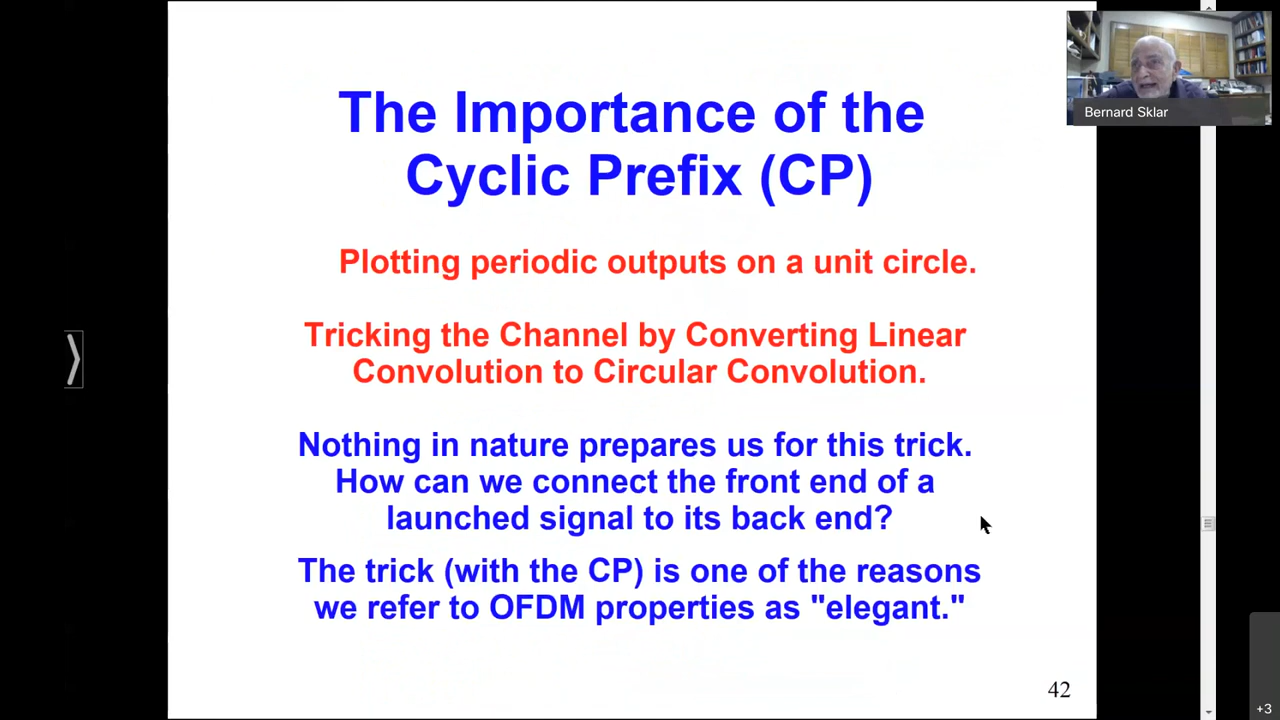 The Importance of the
Cyclic Prefix (CP)
Plotting periodic outputs on a unit circle.
Tricking the Channel by Converting Linear
Convolution to Circular Convolution.
Nothing in nature prepares us for this trick.
How can we connect the front end of a
launched signal to its back end?
The trick (with the CP) is one of the reasons
we refer to OFDM properties as "elegant."
42
Bernard Sklar
+3